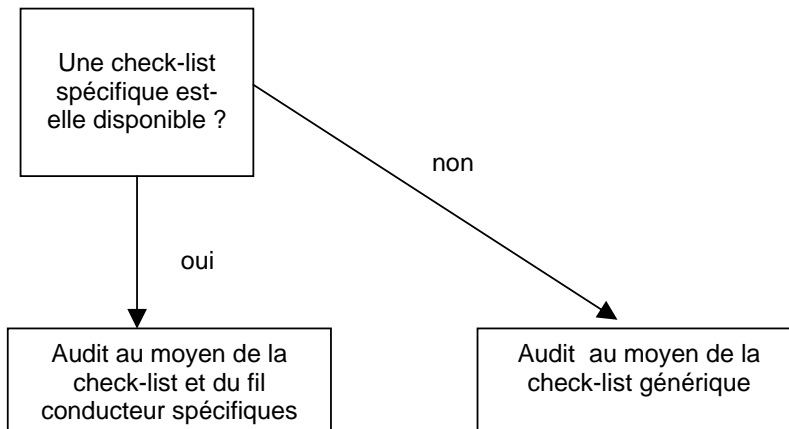 Une check-list
spécifique est-
elle disponible ?
non
oui
Audit au moyen de la
check-list et du fil
conducteur spécifiques
Audit au moyen de la
check-list générique